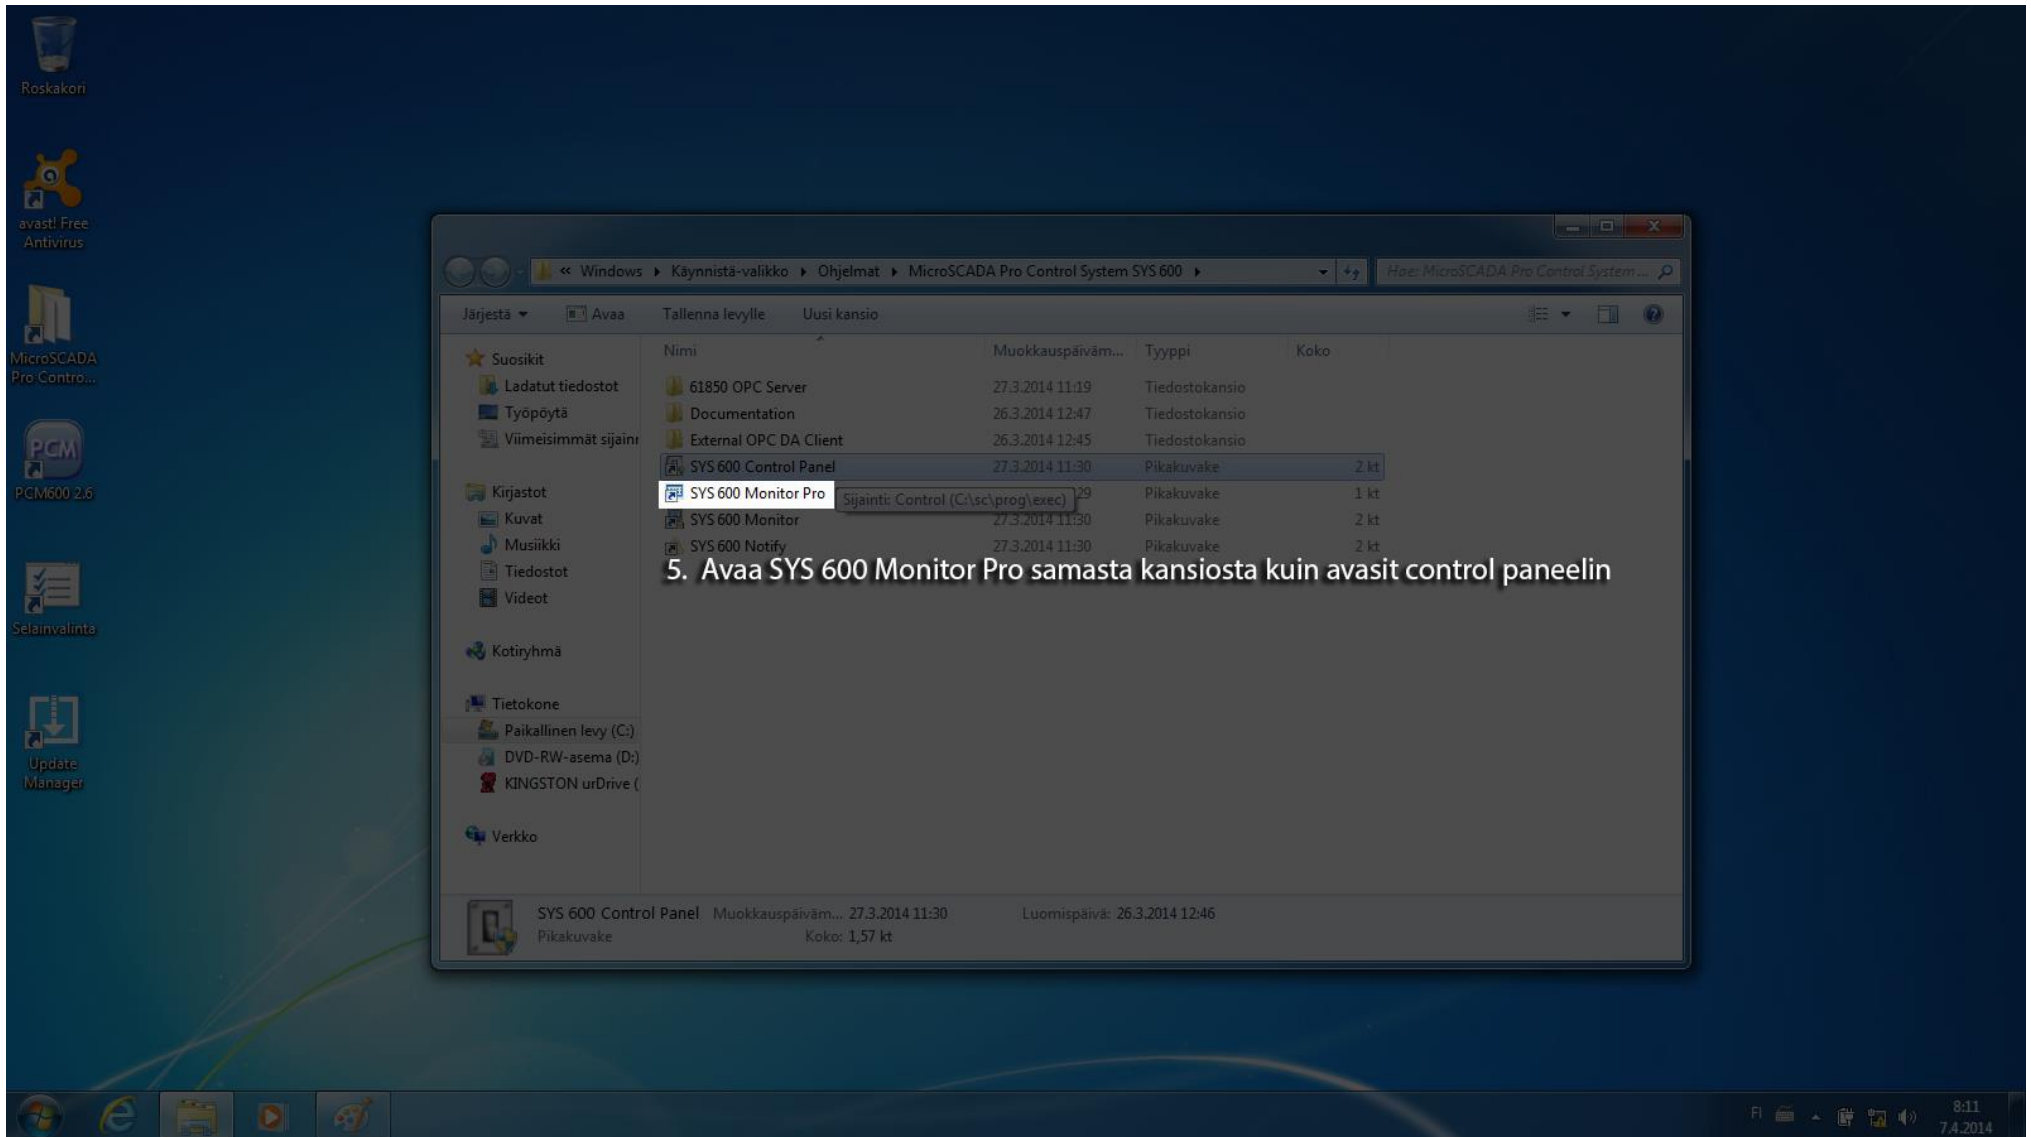 Roskakori
avast! Free
Antivirus
MicroSCADA
Pro Contro...
PCM
PCM600 2.6
Selainvalinta
Update
Manager
« Windows ▸ Käynnistä-valikko ▸ Ohjelmat ▸ MicroSCADA Pro Control System SYS 600 ▸
Hae: MicroSCADA Pro Control System ...
Järjestä Avaa Tallenna levylle Uusi kansio
Suosikit
Ladatut tiedostot
Työpöytä
Viimeisimmät sijainn
Kirjastot
Kuvat
Musiikki
Tiedostot
Videot
Kotiryhmä
Tietokone
Paikallinen levy (C:)
DVD-RW-asema (D:)
KINGSTON urDrive (
Verkko
Nimi Muokkauspäiväm... Tyyppi Koko
61850 OPC Server 27.3.2014 11:19 Tiedostokansio
Documentation 26.3.2014 12:47 Tiedostokansio
External OPC DA Client 26.3.2014 12:45 Tiedostokansio
SYS 600 Control Panel 27.3.2014 11:30 Pikakuvake 2 kt
SYS 600 Monitor Pro Sijainti: Control (C:\sc\prog\exec) 29 Pikakuvake 1 kt
SYS 600 Monitor 27.3.2014 11:30 Pikakuvake 2 kt
SYS 600 Notify 27.3.2014 11:30 Pikakuvake 2 kt
5. Avaa SYS 600 Monitor Pro samasta kansiosta kuin avasit control paneelin
SYS 600 Control Panel Muokkauspäiväm... 27.3.2014 11:30 Luomispäivä: 26.3.2014 12:46
Pikakuvake Koko: 1,57 kt
FI 8:11
7.4.2014